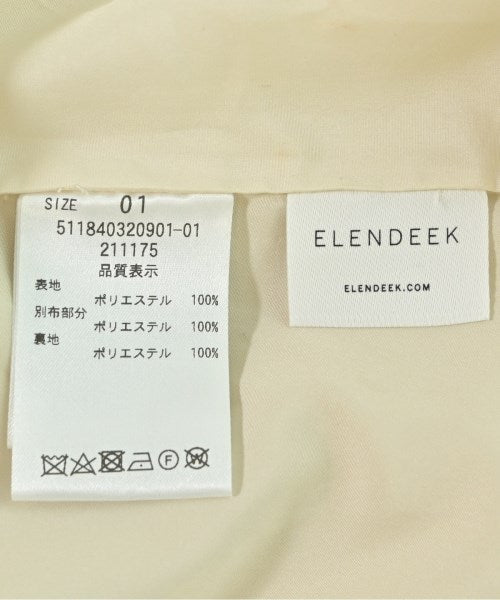 SIZE 01
511840320901-01
211175
品質表示
表地
ポリエステル 100%
別布部分
ポリエステル 100%
裏地
ポリエステル 100%
F
W
ELENDEEK
ELENDEEK.COM